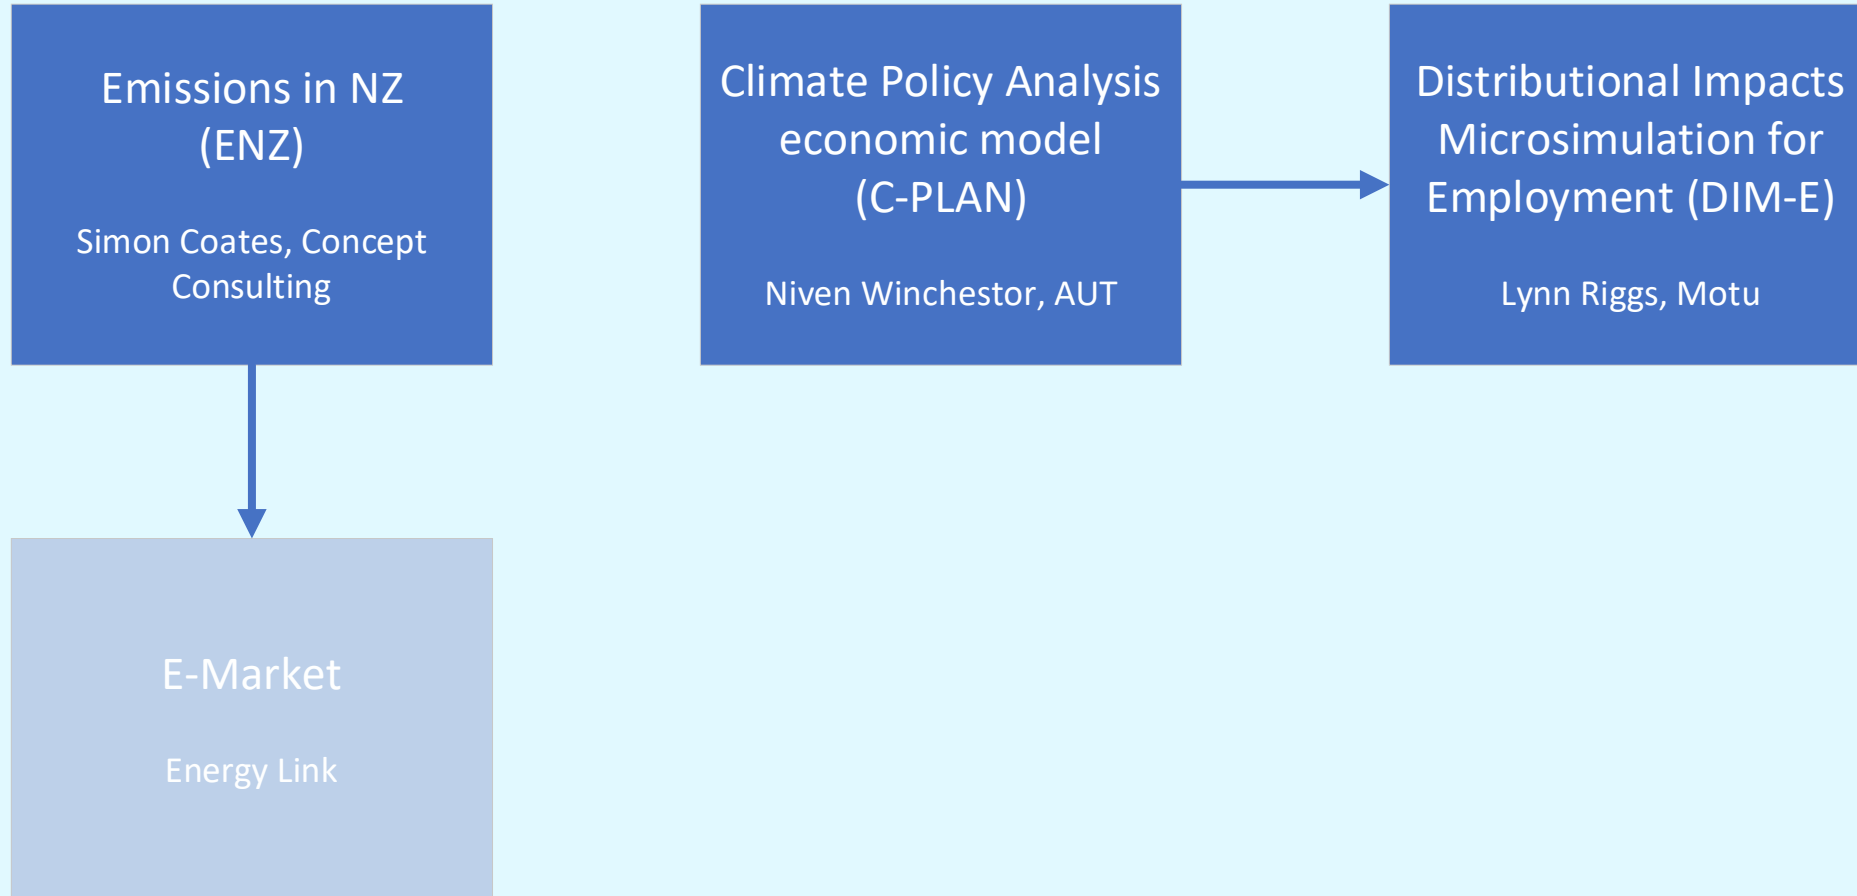 Emissions in NZ
(ENZ)
Simon Coates, Concept
Consulting
Climate Policy Analysis
economic model
(C-PLAN)
Niven Winchestor, AUT
Distributional Impacts
Microsimulation for
Employment (DIM-E)
Lynn Riggs, Motu
E-Market
Energy Link